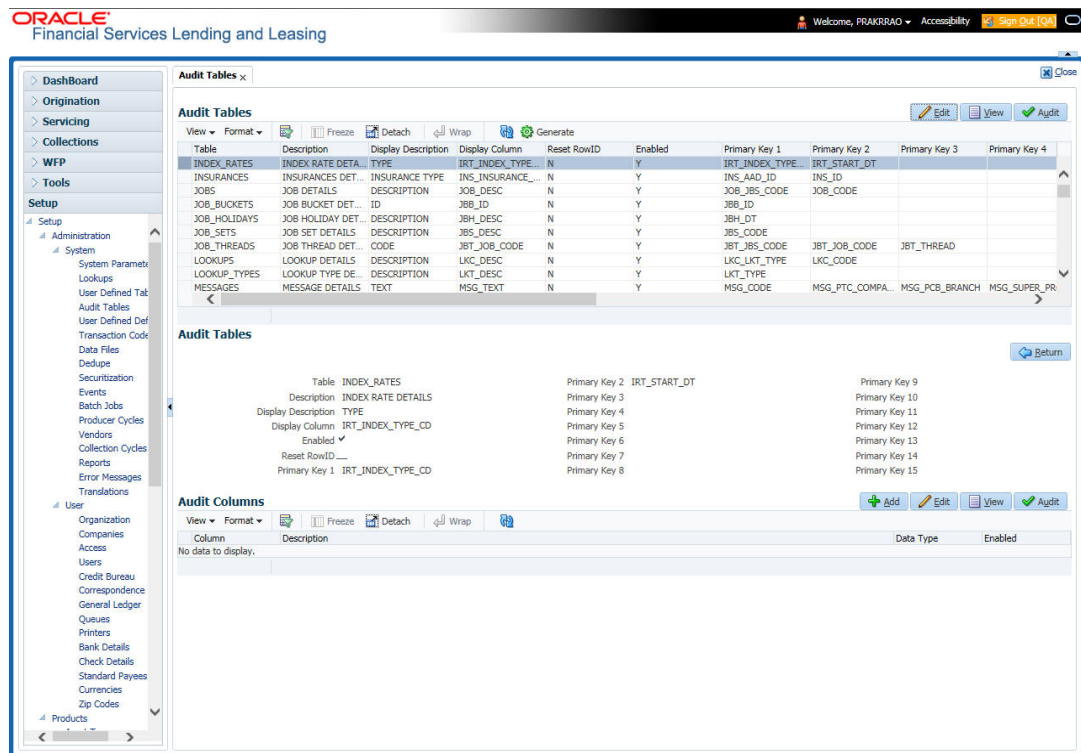 ORACLE
Financial Services Lending and Leasing
Welcome, PRAKRRAO Accessibility Sign Out [QA]
DashBoard
Origination
Servicing
Collections
WFP
Tools
Setup
Setup
Administration
System
System Paramete
Lookups
User Defined Tab
Audit Tables
User Defined Def
Transaction Code
Data Files
Dedupe
Securitization
Events
Batch Jobs
Producer Cycles
Vendors
Collection Cycles
Reports
Error Messages
Translations
User
Organization
Companies
Access
Users
Credit Bureau
Correspondence
General Ledger
Queues
Printers
Bank Details
Check Details
Standard Payees
Currencies
Zip Codes
Products
Audit Tables x Close
Audit Tables Edit View Audit
View Format Freeze Detach Wrap Generate
Table Description Display Description Display Column Reset RowID Enabled Primary Key 1 Primary Key 2 Primary Key 3 Primary Key 4
INDEX_RATES INDEX RATE DETA... TYPE IRT_INDEX_TYPE... N Y IRT_INDEX_TYPE... IRT_START_DT
INSURANCES INSURANCES DET... INSURANCE TYPE INS_INSURANCE_... N Y INS_AAD_ID INS_ID
JOBS JOB DETAILS DESCRIPTION JOB_DESC N Y JOB_JBS_CODE JOB_CODE
JOB_BUCKETS JOB BUCKET DET... ID JBB_ID N Y JBB_ID
JOB_HOLIDAYS JOB HOLIDAY DET... DESCRIPTION JBH_DESC N Y JBH_DT
JOB_SETS JOB SET DETAILS DESCRIPTION JBS_DESC N Y JBS_CODE
JOB_THREADS JOB THREAD DET... CODE JBT_JOB_CODE N Y JBT_JBS_CODE JBT_JOB_CODE JBT_THREAD
LOOKUPS LOOKUP DETAILS DESCRIPTION LKC_DESC N Y LKC_LKT_TYPE LKC_CODE
LOOKUP_TYPES LOOKUP TYPE DE... DESCRIPTION LKT_DESC N Y LKT_TYPE
MESSAGES MESSAGE DETAILS TEXT MSG_TEXT N Y MSG_CODE MSG_PTC_COMPA... MSG_PCB_BRANCH MSG_SUPER_PR
Audit Tables
Return
Table INDEX_RATES Primary Key 2 IRT_START_DT Primary Key 9
Description INDEX RATE DETAILS Primary Key 3 Primary Key 10
Display Description TYPE Primary Key 4 Primary Key 11
Display Column IRT_INDEX_TYPE_CD Primary Key 5 Primary Key 12
Enabled Primary Key 6 Primary Key 13
Reset RowID Primary Key 7 Primary Key 14
Primary Key 1 IRT_INDEX_TYPE_CD Primary Key 8 Primary Key 15
Audit Columns Add Edit View Audit
View Format Freeze Detach Wrap
Column Description Data Type Enabled
No data to display.